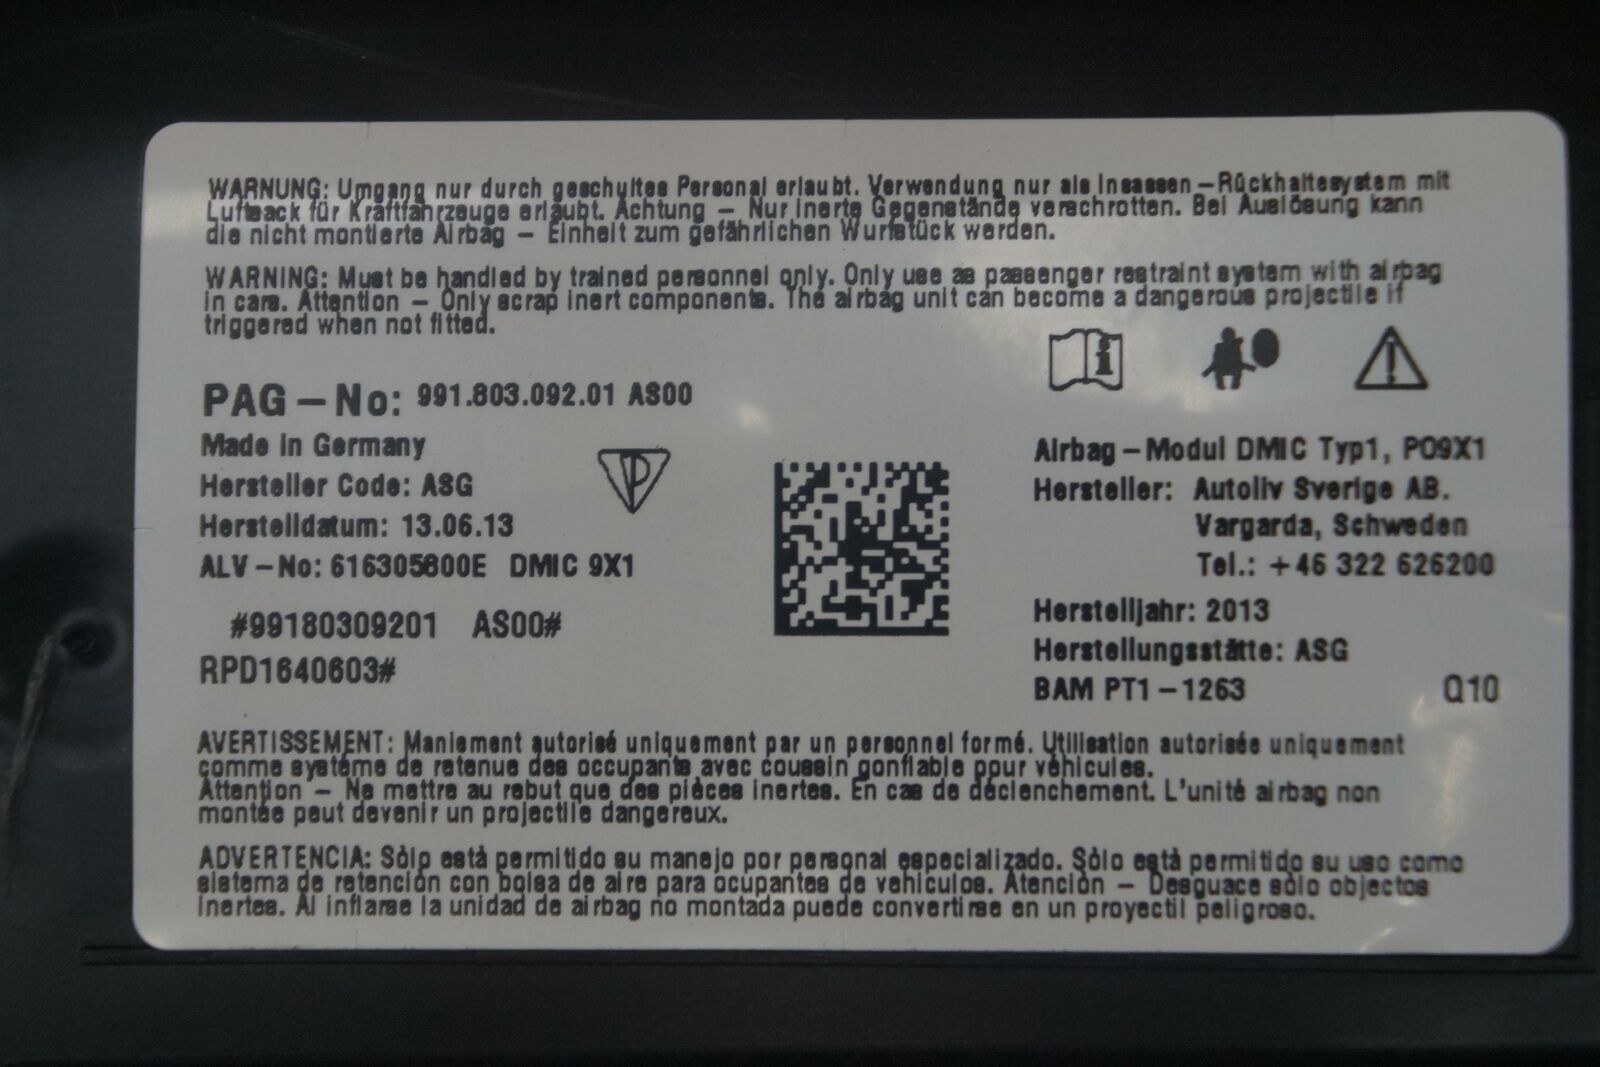 WARNUNG: Umgang nur durch geschultes Personal erlaubt. Verwendung nur als Insassen-Rückhaltesystem mit
Luftsack für Kraftfahrzeuge erlaubt. Achtung - Nur inerte Gegenstände verschrotten. Bei Auslösung kann
die nicht montierte Airbag - Einheit zum gefährlichen Wurfstück werden.
WARNING: Must be handled by trained personnel only. Only use as passenger restraint system with airbag
in cars. Attention - Only scrap inert components. The airbag unit can become a dangerous projectile if
triggered when not fitted.
PAG-No: 991.803.092.01 AS00
Made in Germany
Hersteller Code: ASG
Herstelldatum: 13.06.13
ALV-No: 616305800E DMIC 9X1
#99180309201 AS00#
RPD1640603#
Airbag-Modul DMIC Typ1, PO9X1
Hersteller: Autoliv Sverige AB.
Vargarda, Schweden
Tel.: +46 322 626200
Herstelljahr: 2013
Herstellungsstätte: ASG
BAM PT1-1263 Q10
AVERTISSEMENT: Maniement autorisé uniquement par un personnel formé. Utilisation autorisée uniquement
comme systéme de retenue des occupants avec coussin gonflable pour véhicules.
Attention - Ne mettre au rebut que des piéces inertes. En cas de déclenchement. L'unité airbag non
montée peut devenir un projectile dangereux.
ADVERTENCIA: Sòlo està permitido su manejo por personal especializado. Sòlo està permitido su uso como
sistema de retenciòn con bolsa de aire para ocupantes de vehìculos. Atenciòn - Desguace sòlo objectos
inertes. Al inflarse la unidad de airbag no montada puede convertirse en un proyectil peligroso.